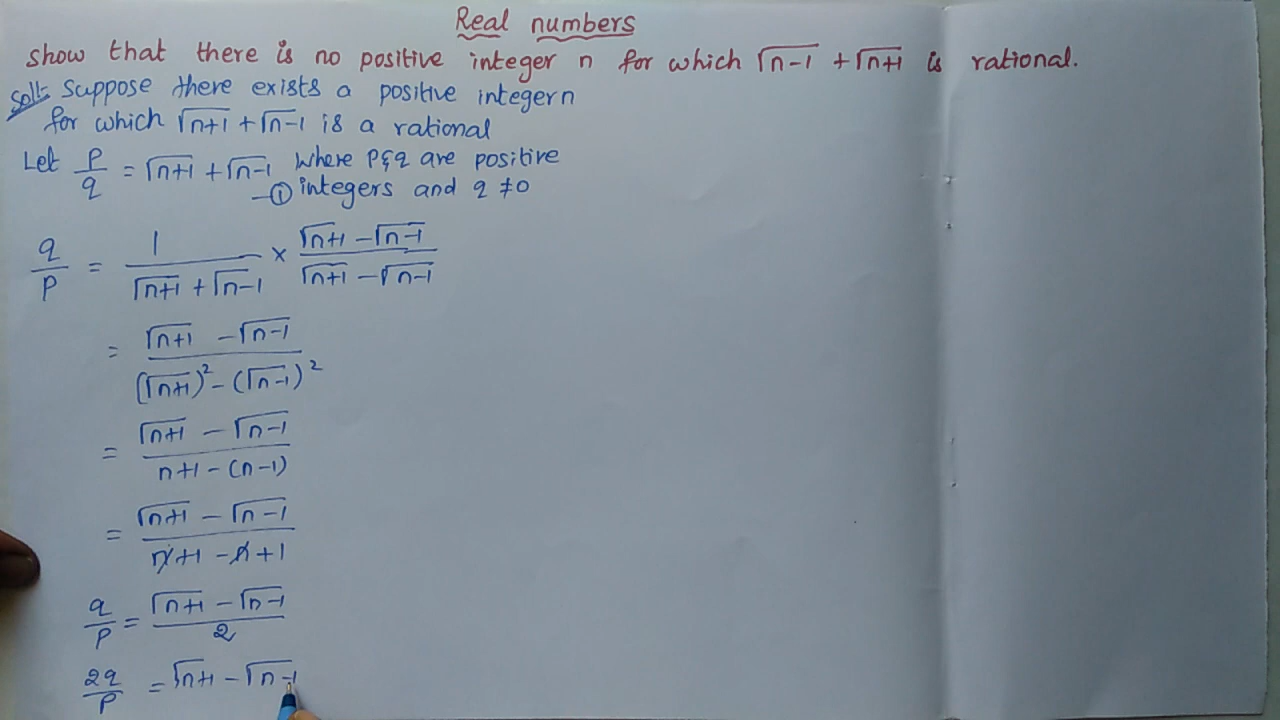 Real numbers
show that there is no positive integer n for which √n-1 + √n+1 is rational.
Sol:- Suppose there exists a positive integer n
for which √n+1 + √n-1 is a rational
Let p/q = √n+1 + √n-1 where p & q are positive
—① integers and q ≠ 0
q/p = 1/(√n+1 + √n-1) × (√n+1 - √n-1)/(√n+1 - √n-1)
= (√n+1 - √n-1)/((√n+1)² - (√n-1)²)
= (√n+1 - √n-1)/(n+1-(n-1))
= (√n+1 - √n-1)/(n+1-n+1)
q/p = (√n+1 - √n-1)/2
2q/p = √n+1 - √n-1